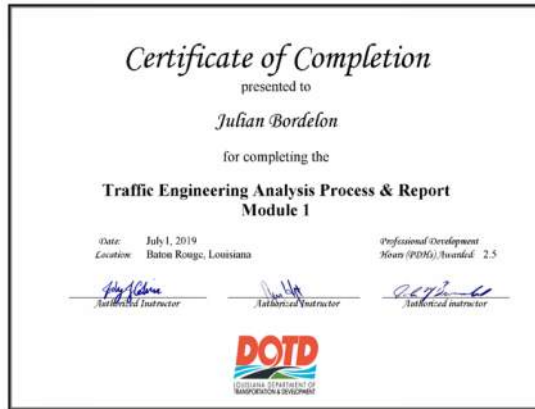 Certificate of Completion
presented to
Julian Bordelon
for completing the
Traffic Engineering Analysis Process & Report
Module 1
Date: July 1, 2019
Location: Baton Rouge, Louisiana
Professional Development
Hours (PDHs) Awarded 2.5
Authorized Instructor
Authorized Instructor
Authorized instructor
DOTD
LOUISIANA DEPARTMENT OF
TRANSPORTATION & DEVELOPMENT